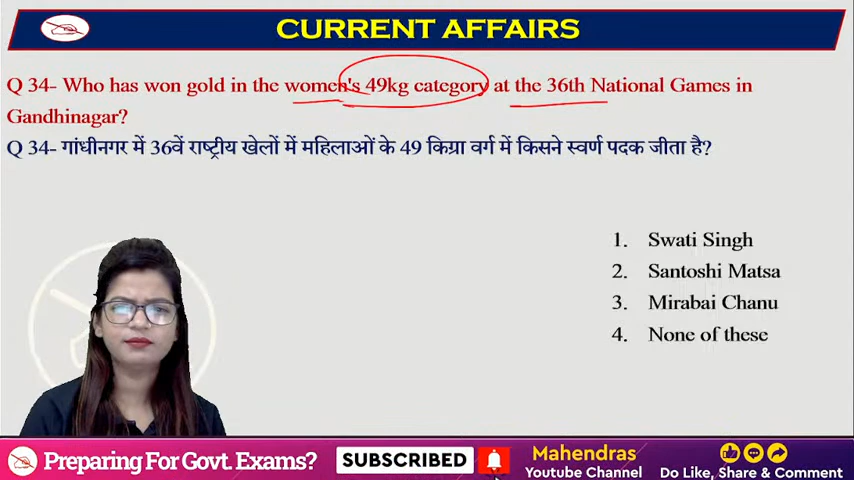 CURRENT AFFAIRS
Q 34- Who has won gold in the women's 49kg category at the 36th National Games in
Gandhinagar?
Q 34- गांधीनगर में 36वें राष्ट्रीय खेलों में महिलाओं के 49 किग्रा वर्ग में किसने स्वर्ण पदक जीता है?
1. Swati Singh
2. Santoshi Matsa
3. Mirabai Chanu
4. None of these
Preparing For Govt. Exams?
SUBSCRIBED
Mahendras
Youtube Channel
Do Like, Share & Comment